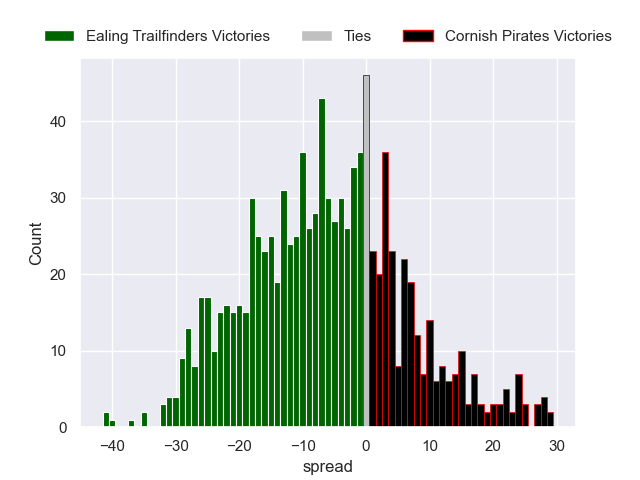 Ealing Trailfinders Victories Ties Cornish Pirates Victories
40
30
20
10
0
Count
−40 −30 −20 −10 0 10 20 30
spread